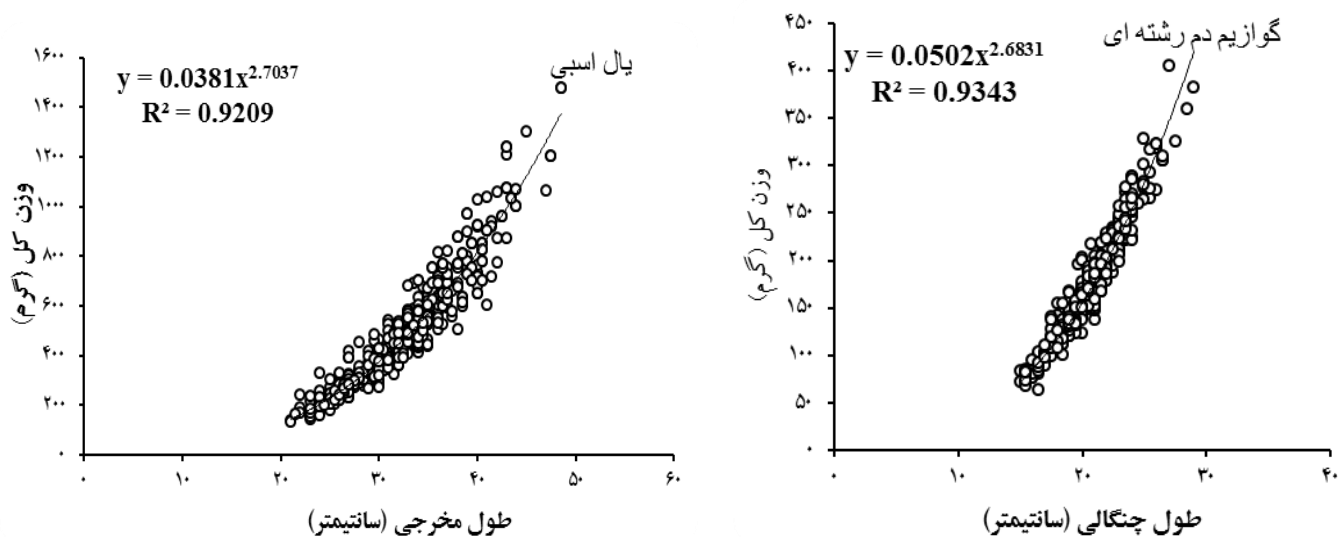 یال اسبی
y = 0.0381x^2.7037
R² = 0.9209
۱۶۰۰
۱۴۰۰
۱۲۰۰
۱۰۰۰
۸۰۰
۶۰۰
۴۰۰
۲۰۰
۰
وزن کل (گرم)
۰ ۱۰ ۲۰ ۳۰ ۴۰ ۵۰ ۶۰
طول مخرجی (سانتیمتر)
گوازیم دم رشته ای
y = 0.0502x^2.6831
R² = 0.9343
۴۵۰
۴۰۰
۳۵۰
۳۰۰
۲۵۰
۲۰۰
۱۵۰
۱۰۰
۵۰
۰
وزن کل (گرم)
۰ ۱۰ ۲۰ ۳۰ ۴۰
طول چنگالی (سانتیمتر)